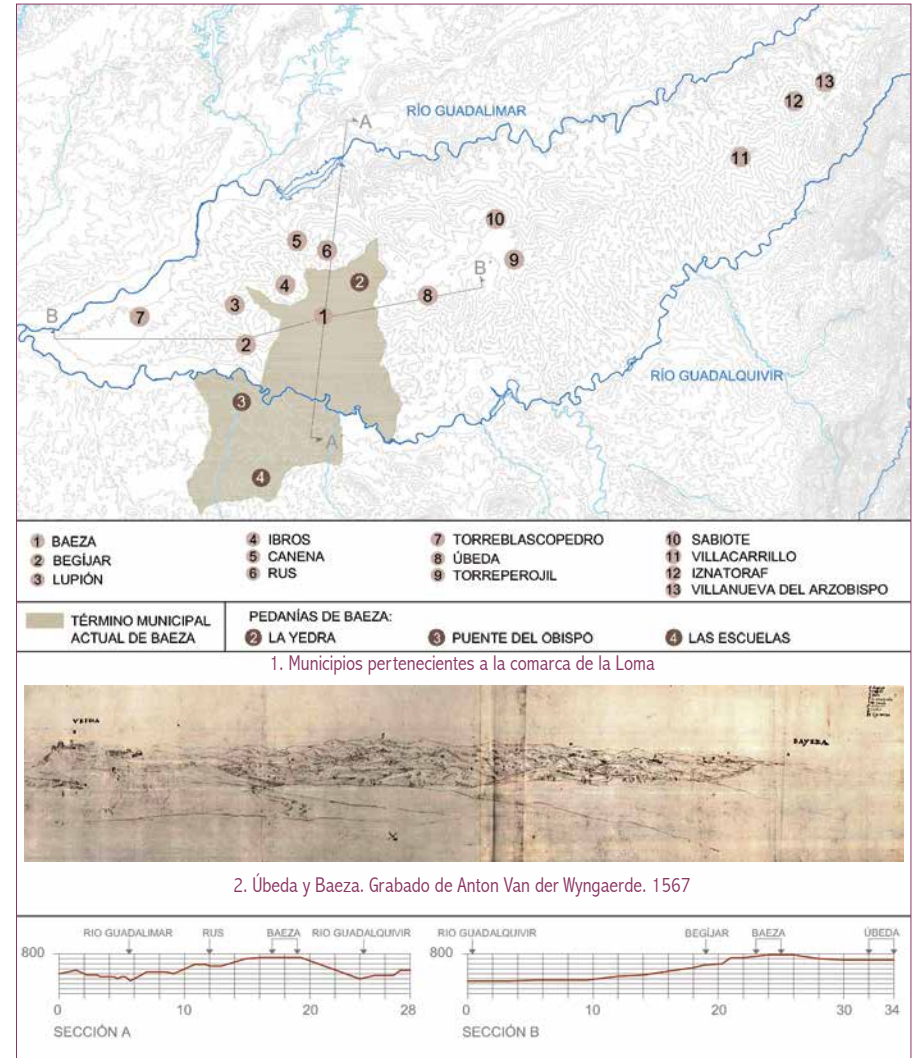 A
RÍO GUADALIMAR
13
12
11
10
5
6
9
2
4
B
8
3
7
1
B
2
RÍO GUADALQUIVIR
3
A
4
1 BAEZA
2 BEGÍJAR
3 LUPIÓN
4 IBROS
5 CANENA
6 RUS
7 TORREBLASCOPEDRO
8 ÚBEDA
9 TORREPEROJIL
10 SABIOTE
11 VILLACARRILLO
12 IZNATORAF
13 VILLANUEVA DEL ARZOBISPO
TÉRMINO MUNICIPAL
ACTUAL DE BAEZA
PEDANÍAS DE BAEZA:
2 LA YEDRA
3 PUENTE DEL OBISPO
4 LAS ESCUELAS
1. Municipios pertenecientes a la comarca de la Loma
2. Úbeda y Baeza. Grabado de Anton Van der Wyngaerde. 1567
RIO GUADALIMAR RUS BAEZA RIO GUADALQUIVIR
800
0 10 20 28
SECCIÓN A
RIO GUADALQUIVIR BEGÍJAR BAEZA ÚBEDA
800
0 10 20 30 34
SECCIÓN B